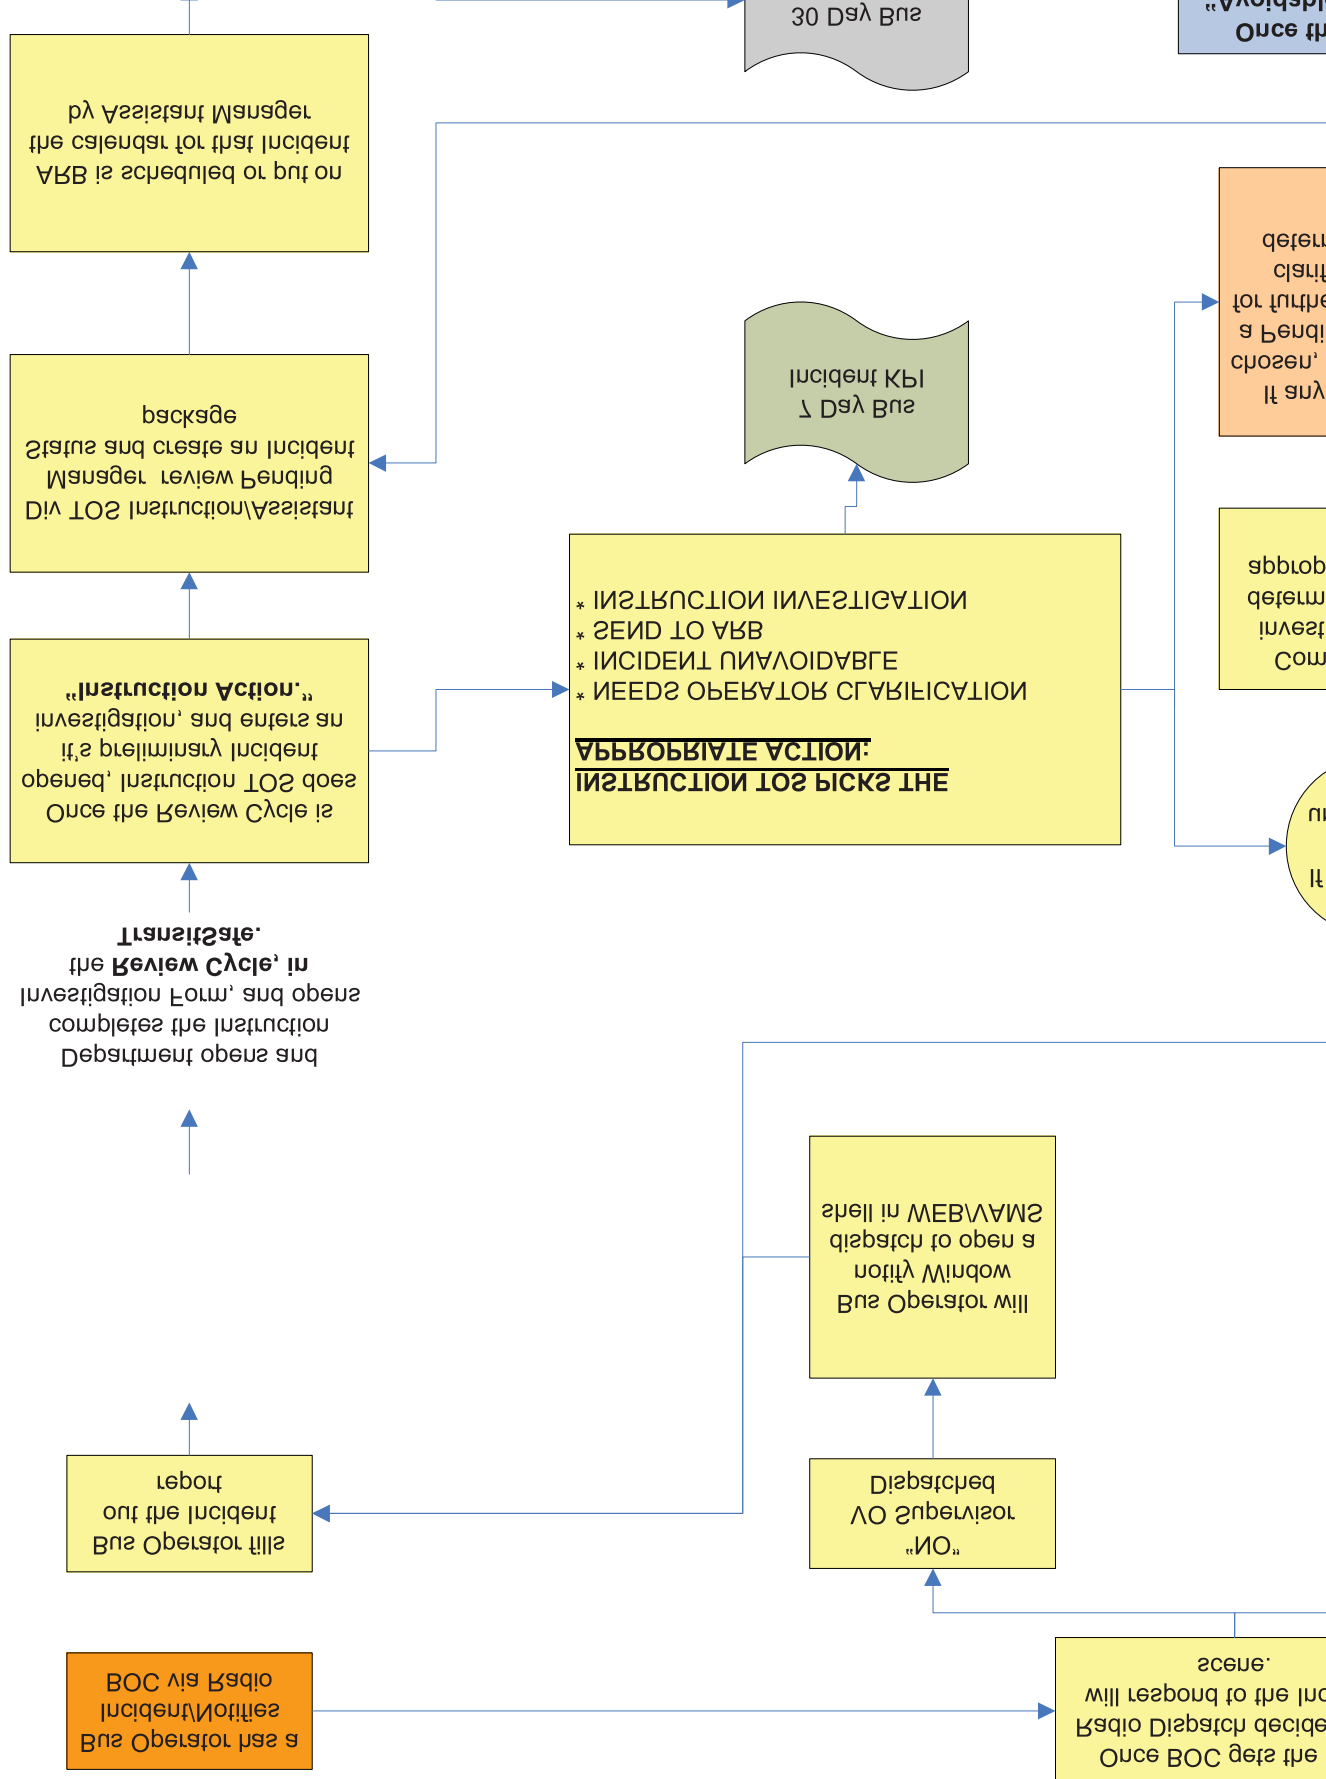 Bus Operator has a
Incident/Notifies
BOC via Radio
Once BOC gets the
Radio Dispatch decide
will respond to the Inc
scene.
"NO"
VO Supervisor
Dispatched
Bus Operator will
notify Window
dispatch to open a
shell in WEB/VAMS
Bus Operator fills
out the Incident
report
Department opens and
completes the Instruction
Investigation Form, and opens
the Review Cycle, in
TransitSafe.
Once the Review Cycle is
opened, Instruction TOS does
it's preliminary Incident
investigation, and enters an
"Instruction Action."
INSTRUCTION TOS PICKS THE
APPROPRIATE ACTION:
* NEEDS OPERATOR CLARIFICATION
* INCIDENT UNAVOIDABLE
* SEND TO ARB
* INSTRUCTION INVESTIGATION
If
un
Com
invest
determ
approp
7 Day Bus
Incident KPI
If any
chosen,
a Pendi
for furthe
clarif
deterr
Div TOS Instruction/Assistant
Manager review Pending
Status and create an Incident
package
ARB is scheduled or put on
the calendar for that Incident
by Assistant Manager
30 Day Bus
Once th
"Avoidabl